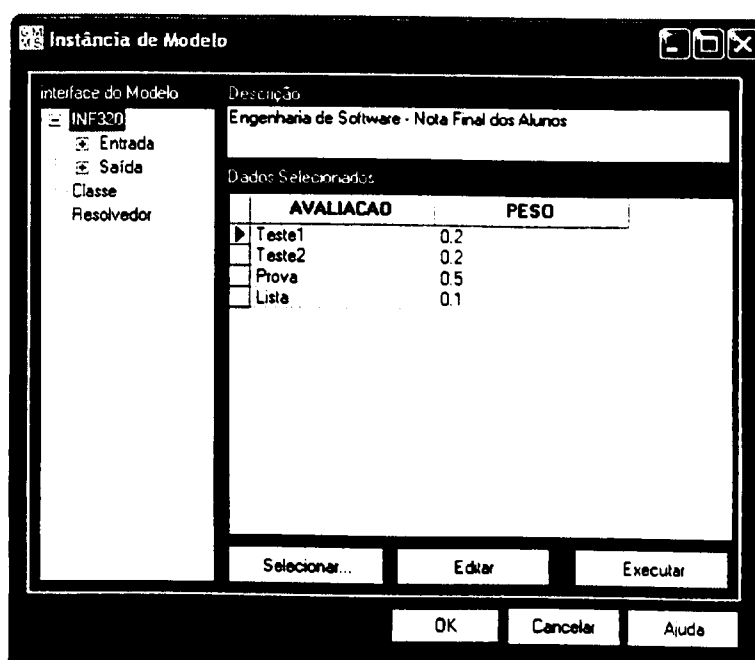 Instância de Modelo
interface do Modelo
INF320
Entrada
Saída
Classe
Resolvedor
Descrição
Engenharia de Software - Nota Final dos Alunos
Dados Selecionados
AVALIACAO PESO
Teste1 0.2
Teste2 0.2
Prova 0.5
Lista 0.1
Selecionar... Editar Executar
OK Cancelar Ajuda